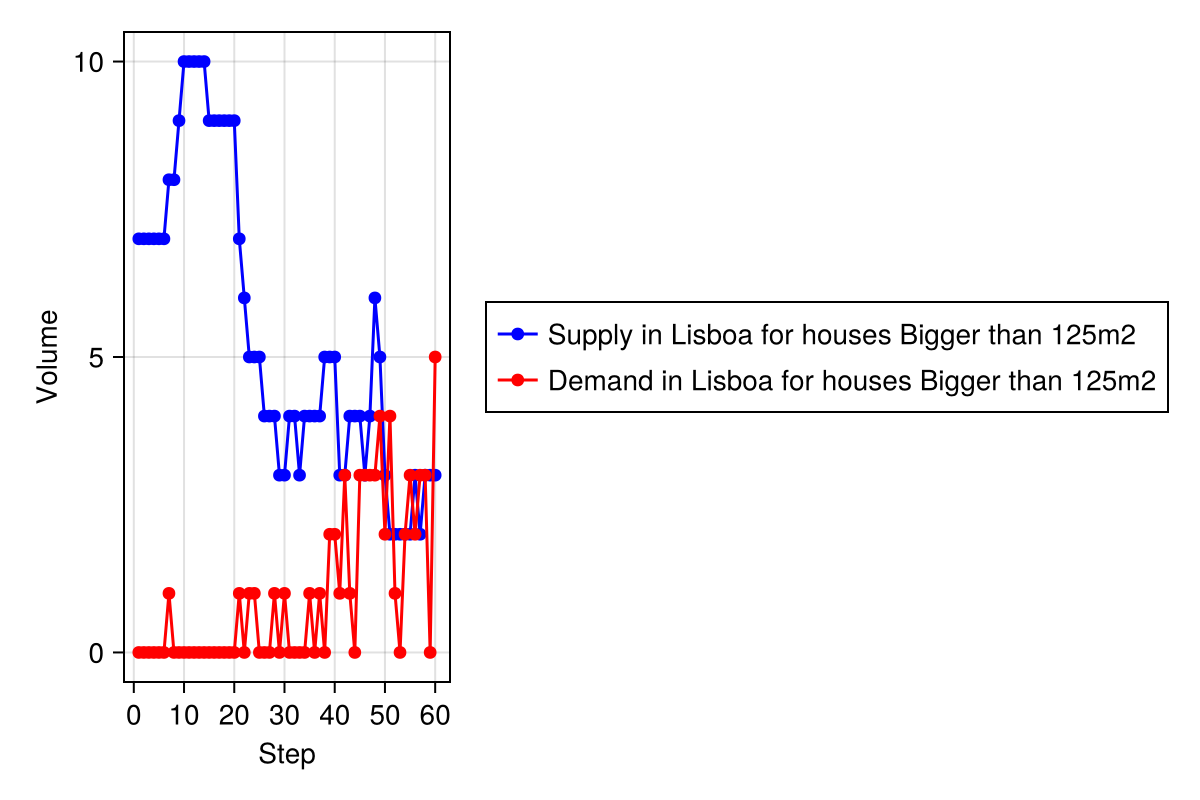 10
5
0
Volume
0 10 20 30 40 50 60
Step
Supply in Lisboa for houses Bigger than 125m2
Demand in Lisboa for houses Bigger than 125m2